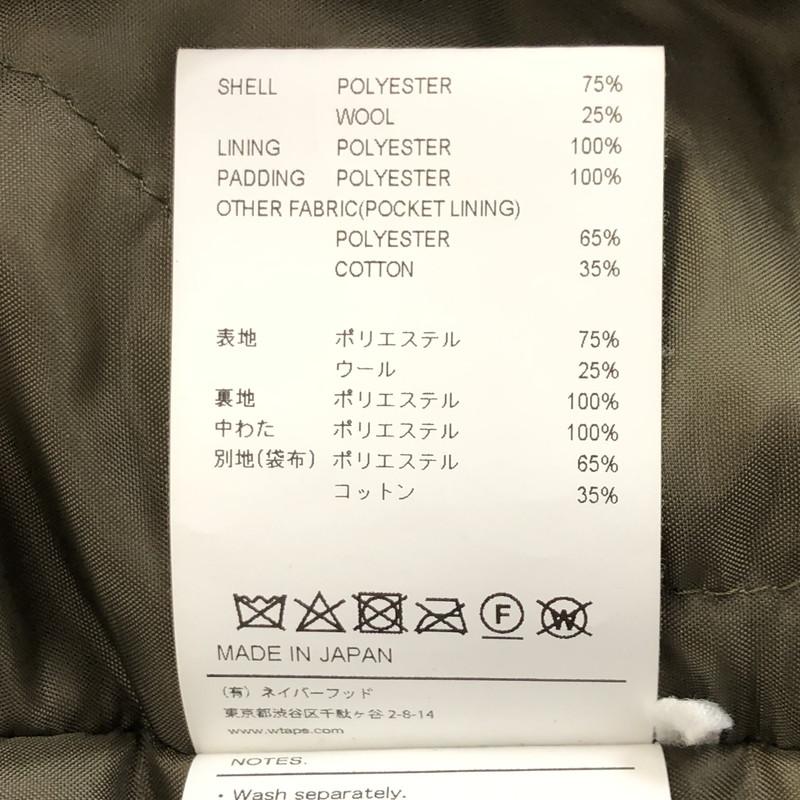 SHELL POLYESTER 75%
WOOL 25%
LINING POLYESTER 100%
PADDING POLYESTER 100%
OTHER FABRIC(POCKET LINING)
POLYESTER 65%
COTTON 35%
表地 ポリエステル 75%
ウール 25%
裏地 ポリエステル 100%
中わた ポリエステル 100%
別地(袋布) ポリエステル 65%
コットン 35%
F W
MADE IN JAPAN
(有) ネイバーフッド
東京都渋谷区千駄ヶ谷 2-8-14
www.wtaps.com
NOTES.
・Wash separately.